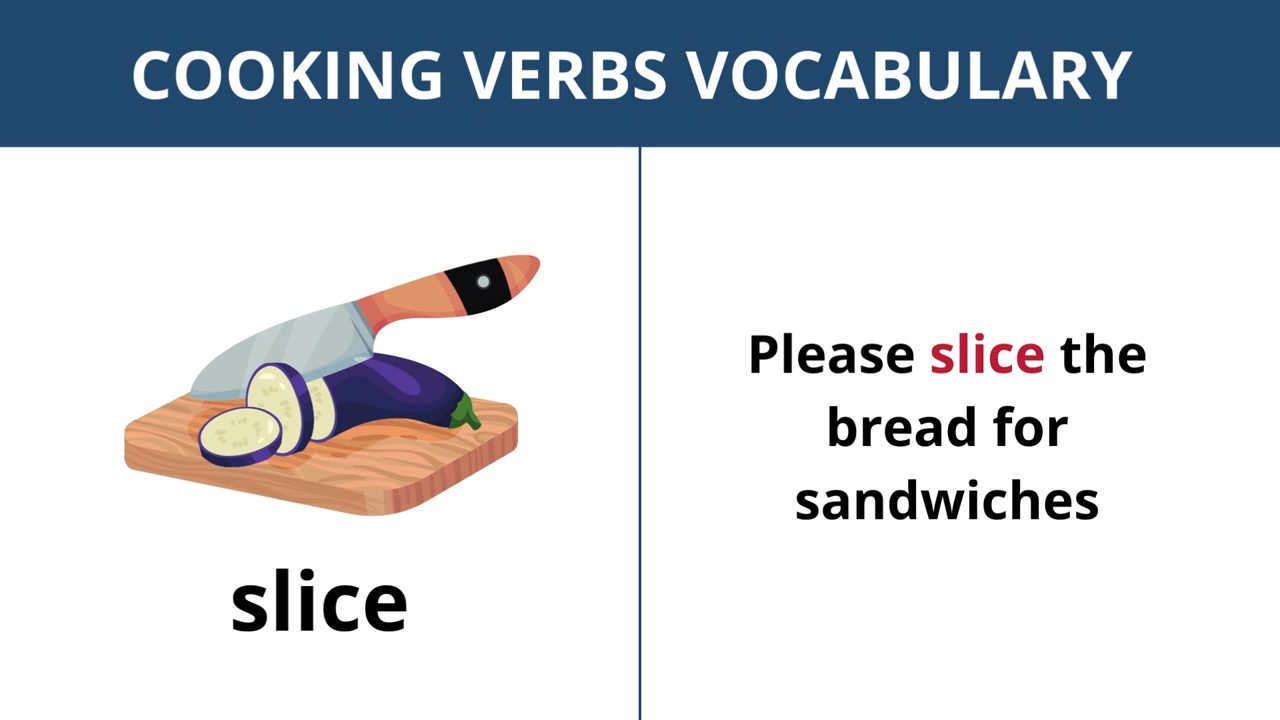 COOKING VERBS VOCABULARY
slice
Please slice the
bread for
sandwiches